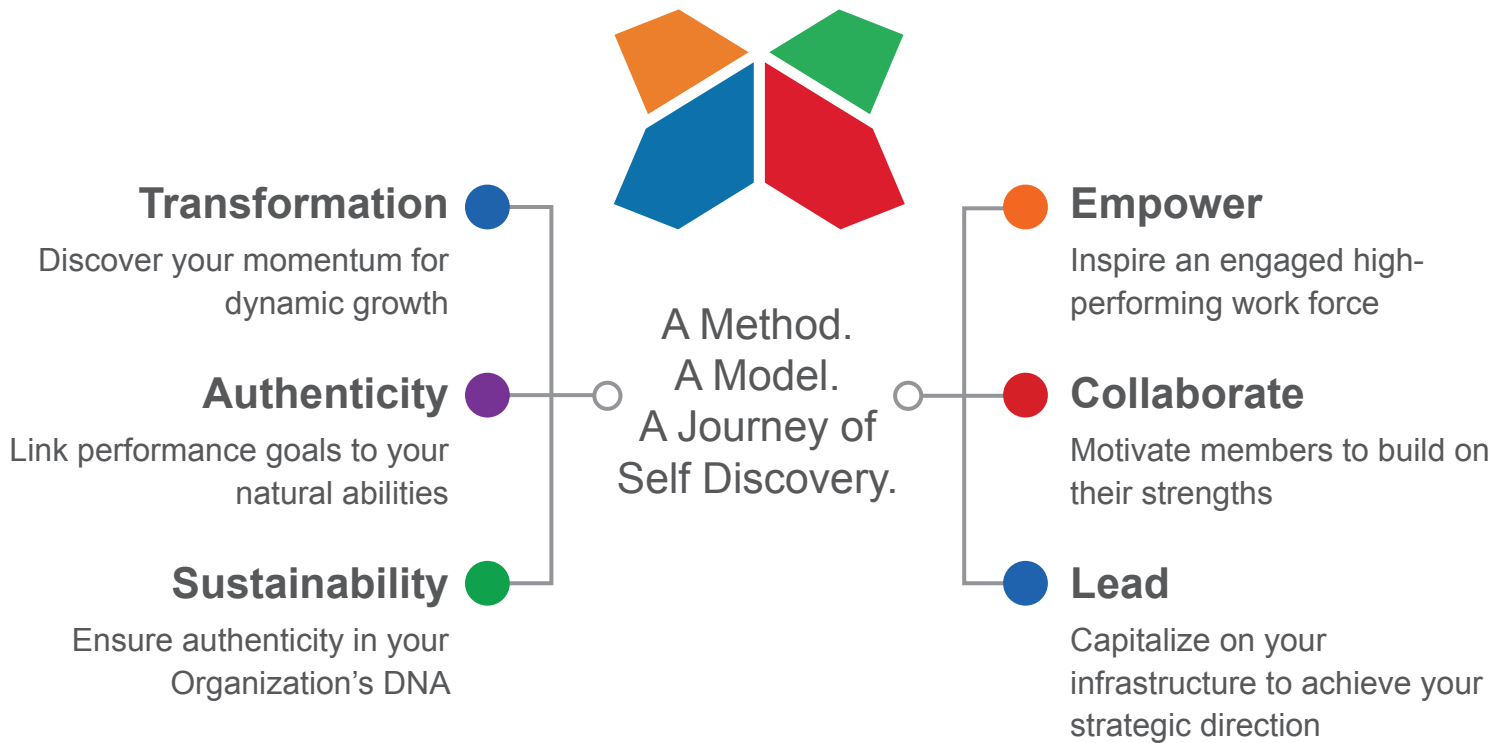 Transformation
Discover your momentum for
dynamic growth
Authenticity
Link performance goals to your
natural abilities
Sustainability
Ensure authenticity in your
Organization’s DNA
A Method.
A Model.
A Journey of
Self Discovery.
Empower
Inspire an engaged high-
performing work force
Collaborate
Motivate members to build on
their strengths
Lead
Capitalize on your
infrastructure to achieve your
strategic direction